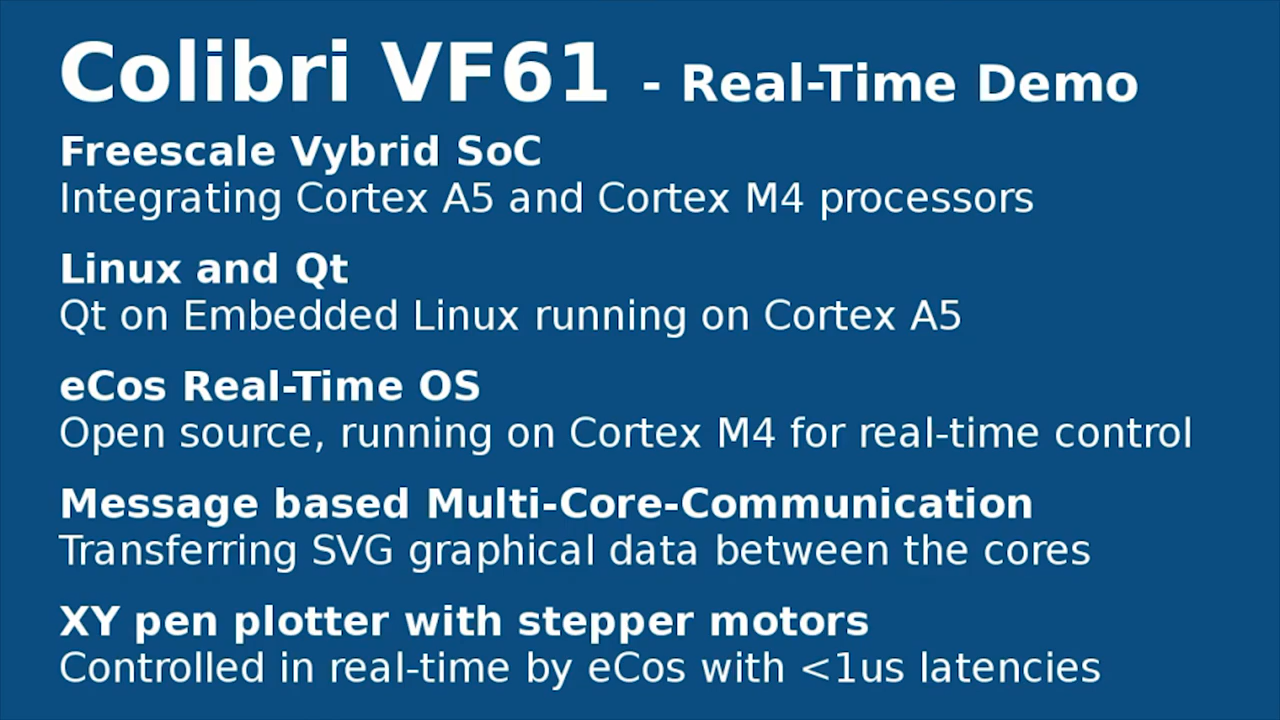 Colibri VF61 - Real-Time Demo
Freescale Vybrid SoC
Integrating Cortex A5 and Cortex M4 processors
Linux and Qt
Qt on Embedded Linux running on Cortex A5
eCos Real-Time OS
Open source, running on Cortex M4 for real-time control
Message based Multi-Core-Communication
Transferring SVG graphical data between the cores
XY pen plotter with stepper motors
Controlled in real-time by eCos with <1us latencies